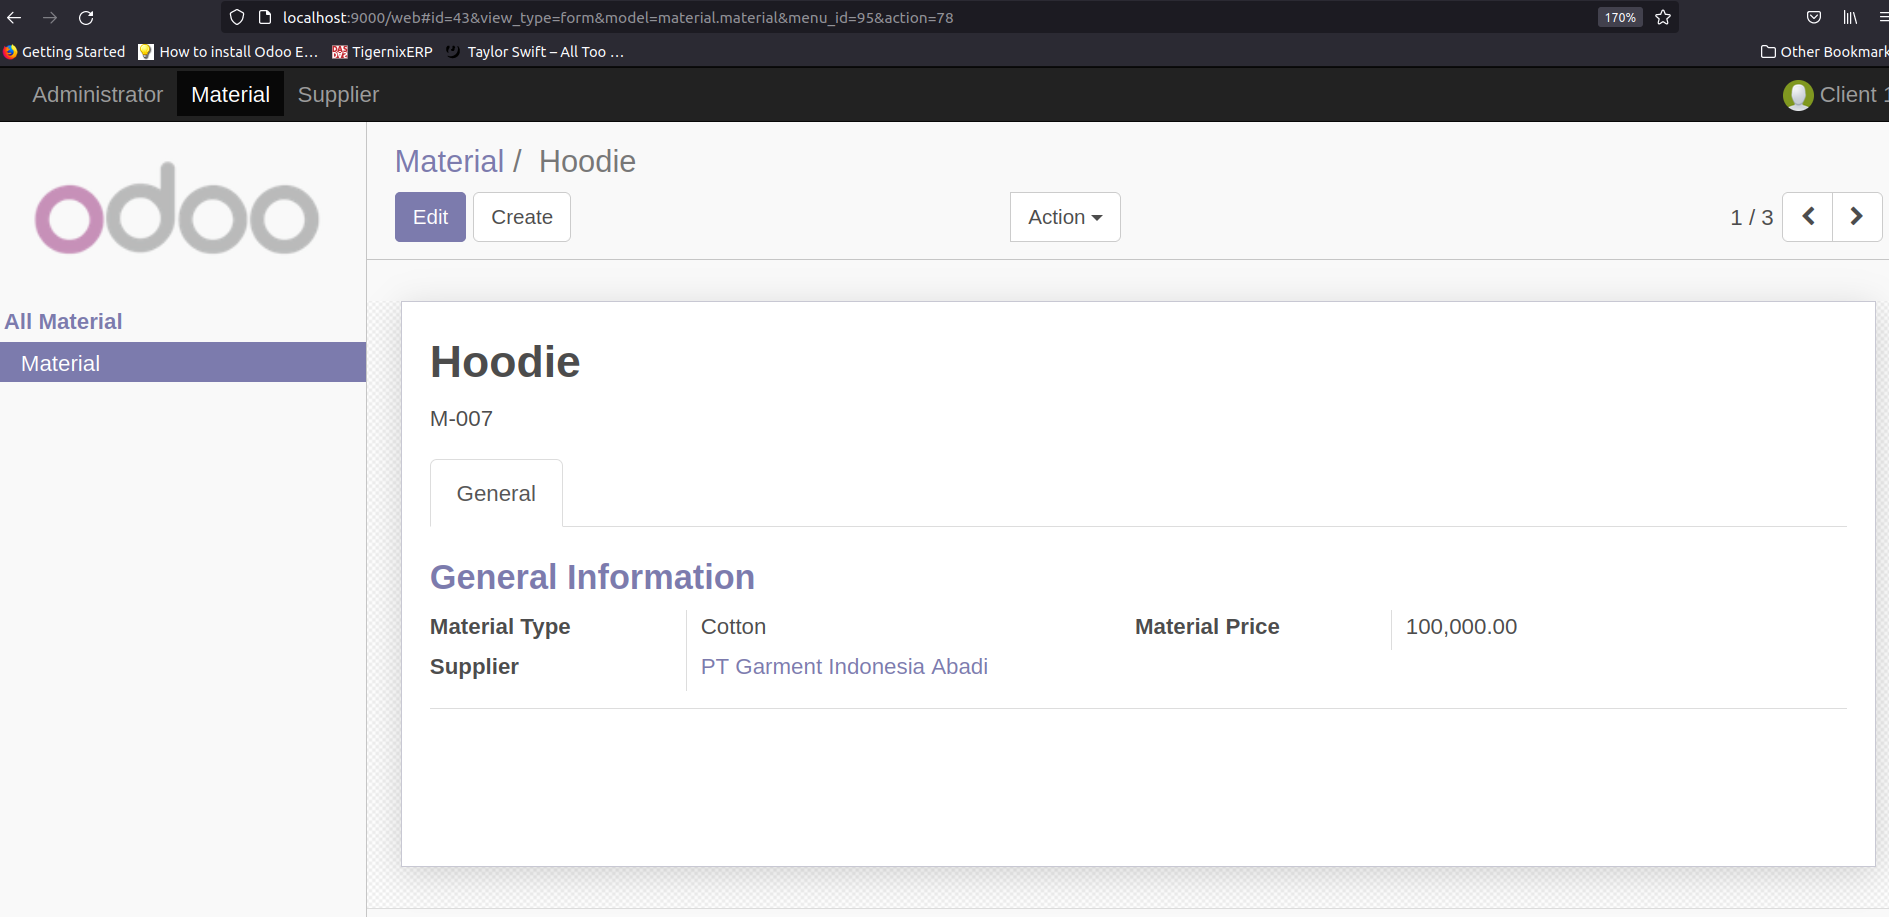 localhost:9000/web#id=43&view_type=form&model=material.material&menu_id=95&action=78
170%
Getting Started How to install Odoo E… TigernixERP Taylor Swift – All Too …
Other Bookmark
Administrator Material Supplier
Client 1
odoo
All Material
Material
Material / Hoodie
Edit Create Action 1 / 3
Hoodie
M-007
General
General Information
Material Type Cotton Material Price 100,000.00
Supplier PT Garment Indonesia Abadi